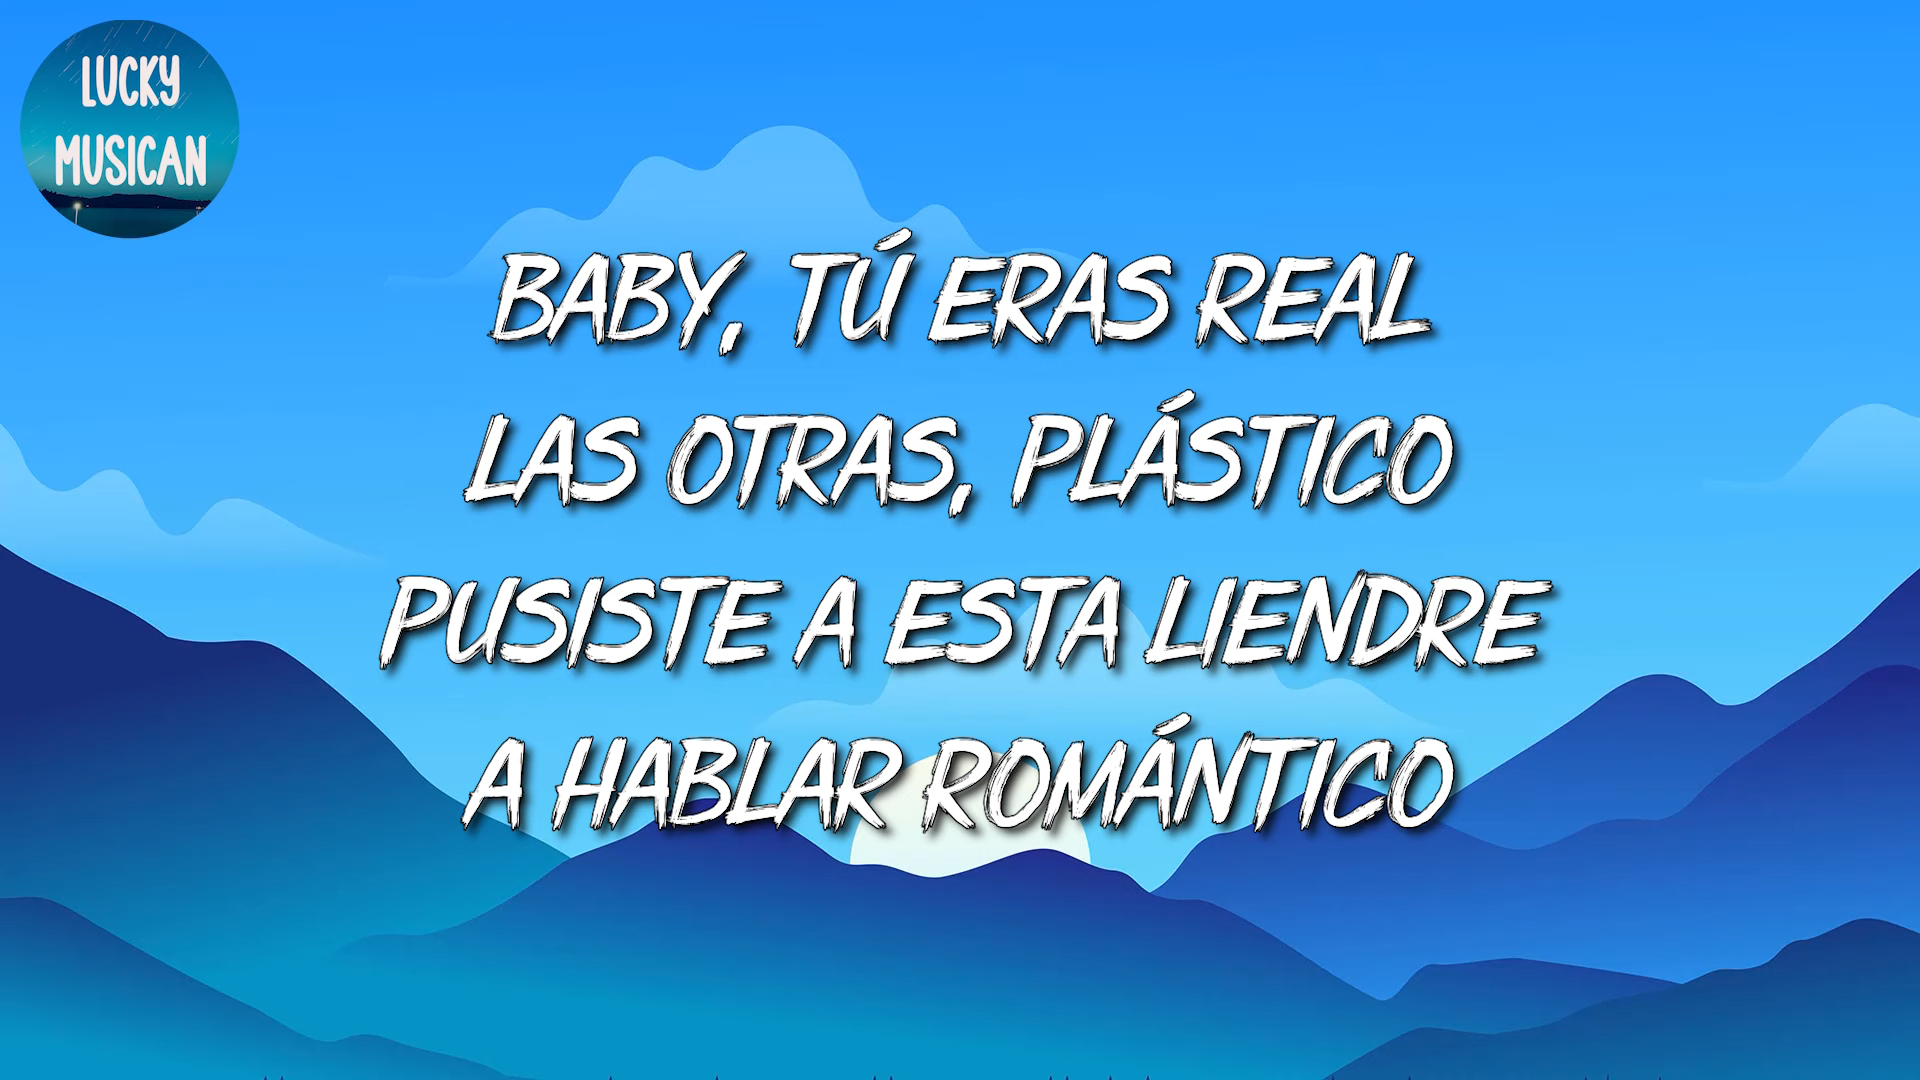 LUCKY
MUSICAN
BABY, TÚ ERAS REAL
LAS OTRAS, PLÁSTICO
PUSISTE A ESTA LIENDRE
A HABLAR ROMÁNTICO